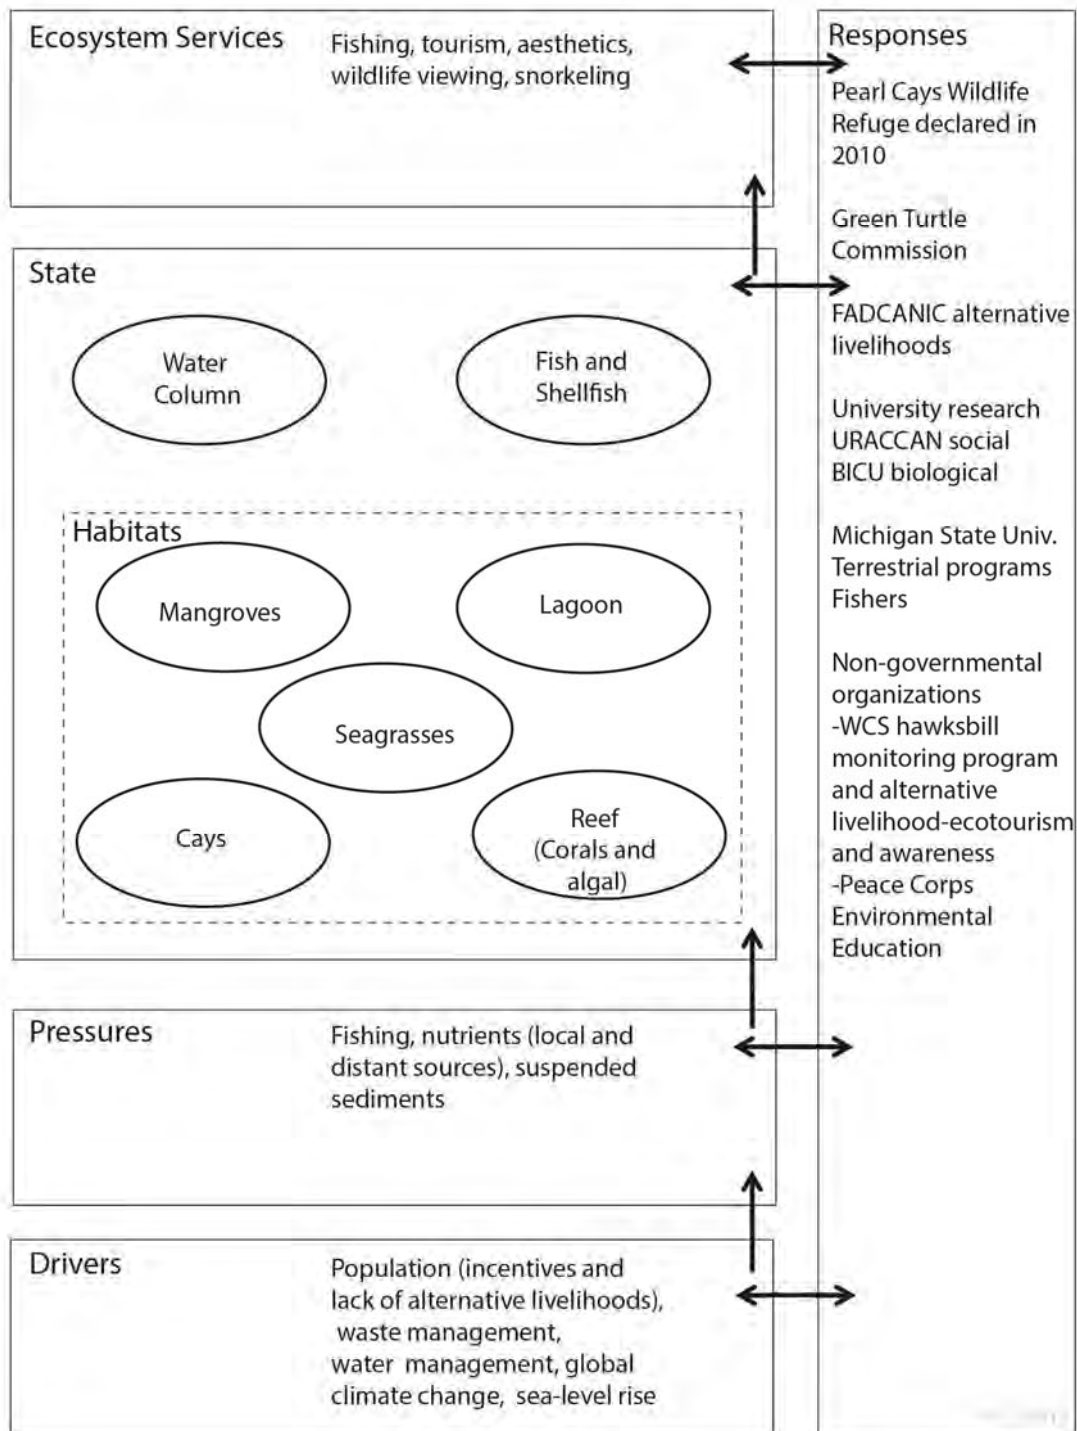 Ecosystem Services
Fishing, tourism, aesthetics,
wildlife viewing, snorkeling
State
Water
Column
Fish and
Shellfish
Habitats
Mangroves
Lagoon
Seagrasses
Cays
Reef
(Corals and
algal)
Pressures
Fishing, nutrients (local and
distant sources), suspended
sediments
Drivers
Population (incentives and
lack of alternative livelihoods),
waste management,
water management, global
climate change, sea-level rise
Responses
Pearl Cays Wildlife
Refuge declared in
2010
Green Turtle
Commission
FADCANIC alternative
livelihoods
University research
URACCAN social
BICU biological
Michigan State Univ.
Terrestrial programs
Fishers
Non-governmental
organizations
-WCS hawksbill
monitoring program
and alternative
livelihood-ecotourism
and awareness
-Peace Corps
Environmental
Education